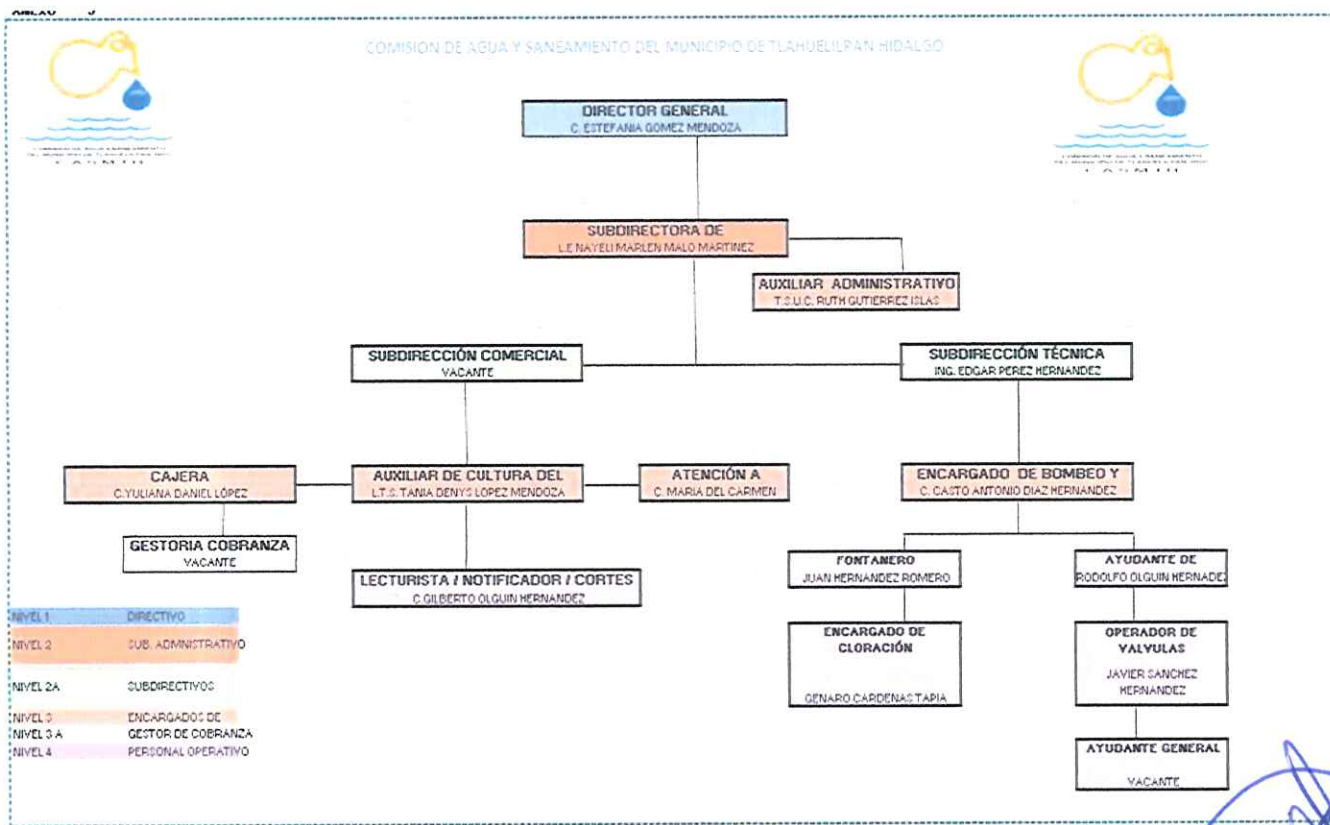 COMISION DE AGUA Y SANEAMIENTO DEL MUNICIPIO DE TLAHUELILPAN HIDALGO
DIRECTOR GENERAL
C. ESTEFANIA GOMEZ MENDOZA
SUBDIRECTORA DE
L.E NAYELI MARLEN MALO MARTINEZ
AUXILIAR ADMINISTRATIVO
T.S.U.C. RUTH GUTIERREZ ISLAS
SUBDIRECCIÓN COMERCIAL
VACANTE
SUBDIRECCIÓN TÉCNICA
ING. EDGAR PEREZ HERNANDEZ
CAJERA
C.YULIANA DANIEL LÓPEZ
AUXILIAR DE CULTURA DEL
L.T.S. TANIA DENYS LOPEZ MENDOZA
ATENCIÓN A
C. MARIA DEL CARMEN
ENCARGADO DE BOMBEO Y
C. CASTO ANTONIO DIAZ HERNANDEZ
GESTORIA COBRANZA
VACANTE
LECTURISTA / NOTIFICADOR / CORTES
C.GILBERTO OLGUIN HERNANDEZ
FONTANERO
JUAN HERNANDEZ ROMERO
AYUDANTE DE
RODOLFO OLGUIN HERNADEZ
ENCARGADO DE
CLORACIÓN
GENARO CARDENAS TAPIA
OPERADOR DE
VALVULAS
JAVIER SANCHEZ
HERNANDEZ
AYUDANTE GENERAL
VACANTE
NIVEL 1 DIRECTIVO
NIVEL 2 SUB. ADMNISTRATIVO
NIVEL 2A SUBDIRECTIVOS
NIVEL 3 ENCARGADOS DE
NIVEL 3 A GESTOR DE COBRANZA
NIVEL 4 PERSONAL OPERATIVO